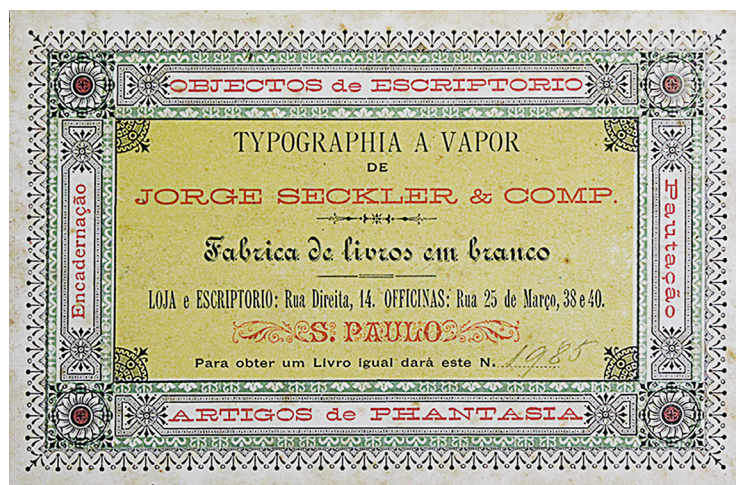 OBJECTOS de ESCRIPTORIO
Encadernação
TYPOGRAPHIA A VAPOR
DE
JORGE SECKLER & COMP.
Fabrica de livros em branco
LOJA e ESCRIPTORIO: Rua Direita, 14. OFFICINAS: Rua 25 de Março, 38 e 40.
S. PAULO
Para obter um Livro igual dará este N. 1985
Pautação
ARTIGOS de PHANTASIA